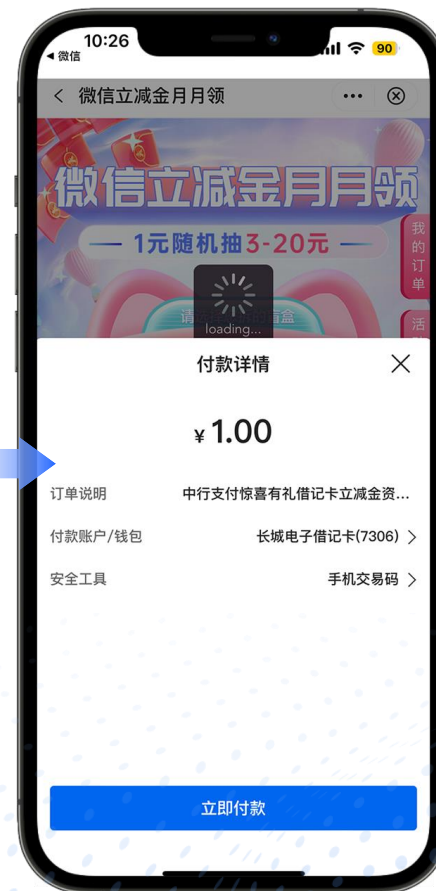 10:26
90
微信
微信立减金月月领
微信立减金月月领
1元随机抽3-20元
我的订单
loading...
付款详情
¥ 1.00
订单说明 中行支付惊喜有礼借记卡立减金资...
付款账户/钱包 长城电子借记卡(7306)
安全工具 手机交易码
立即付款